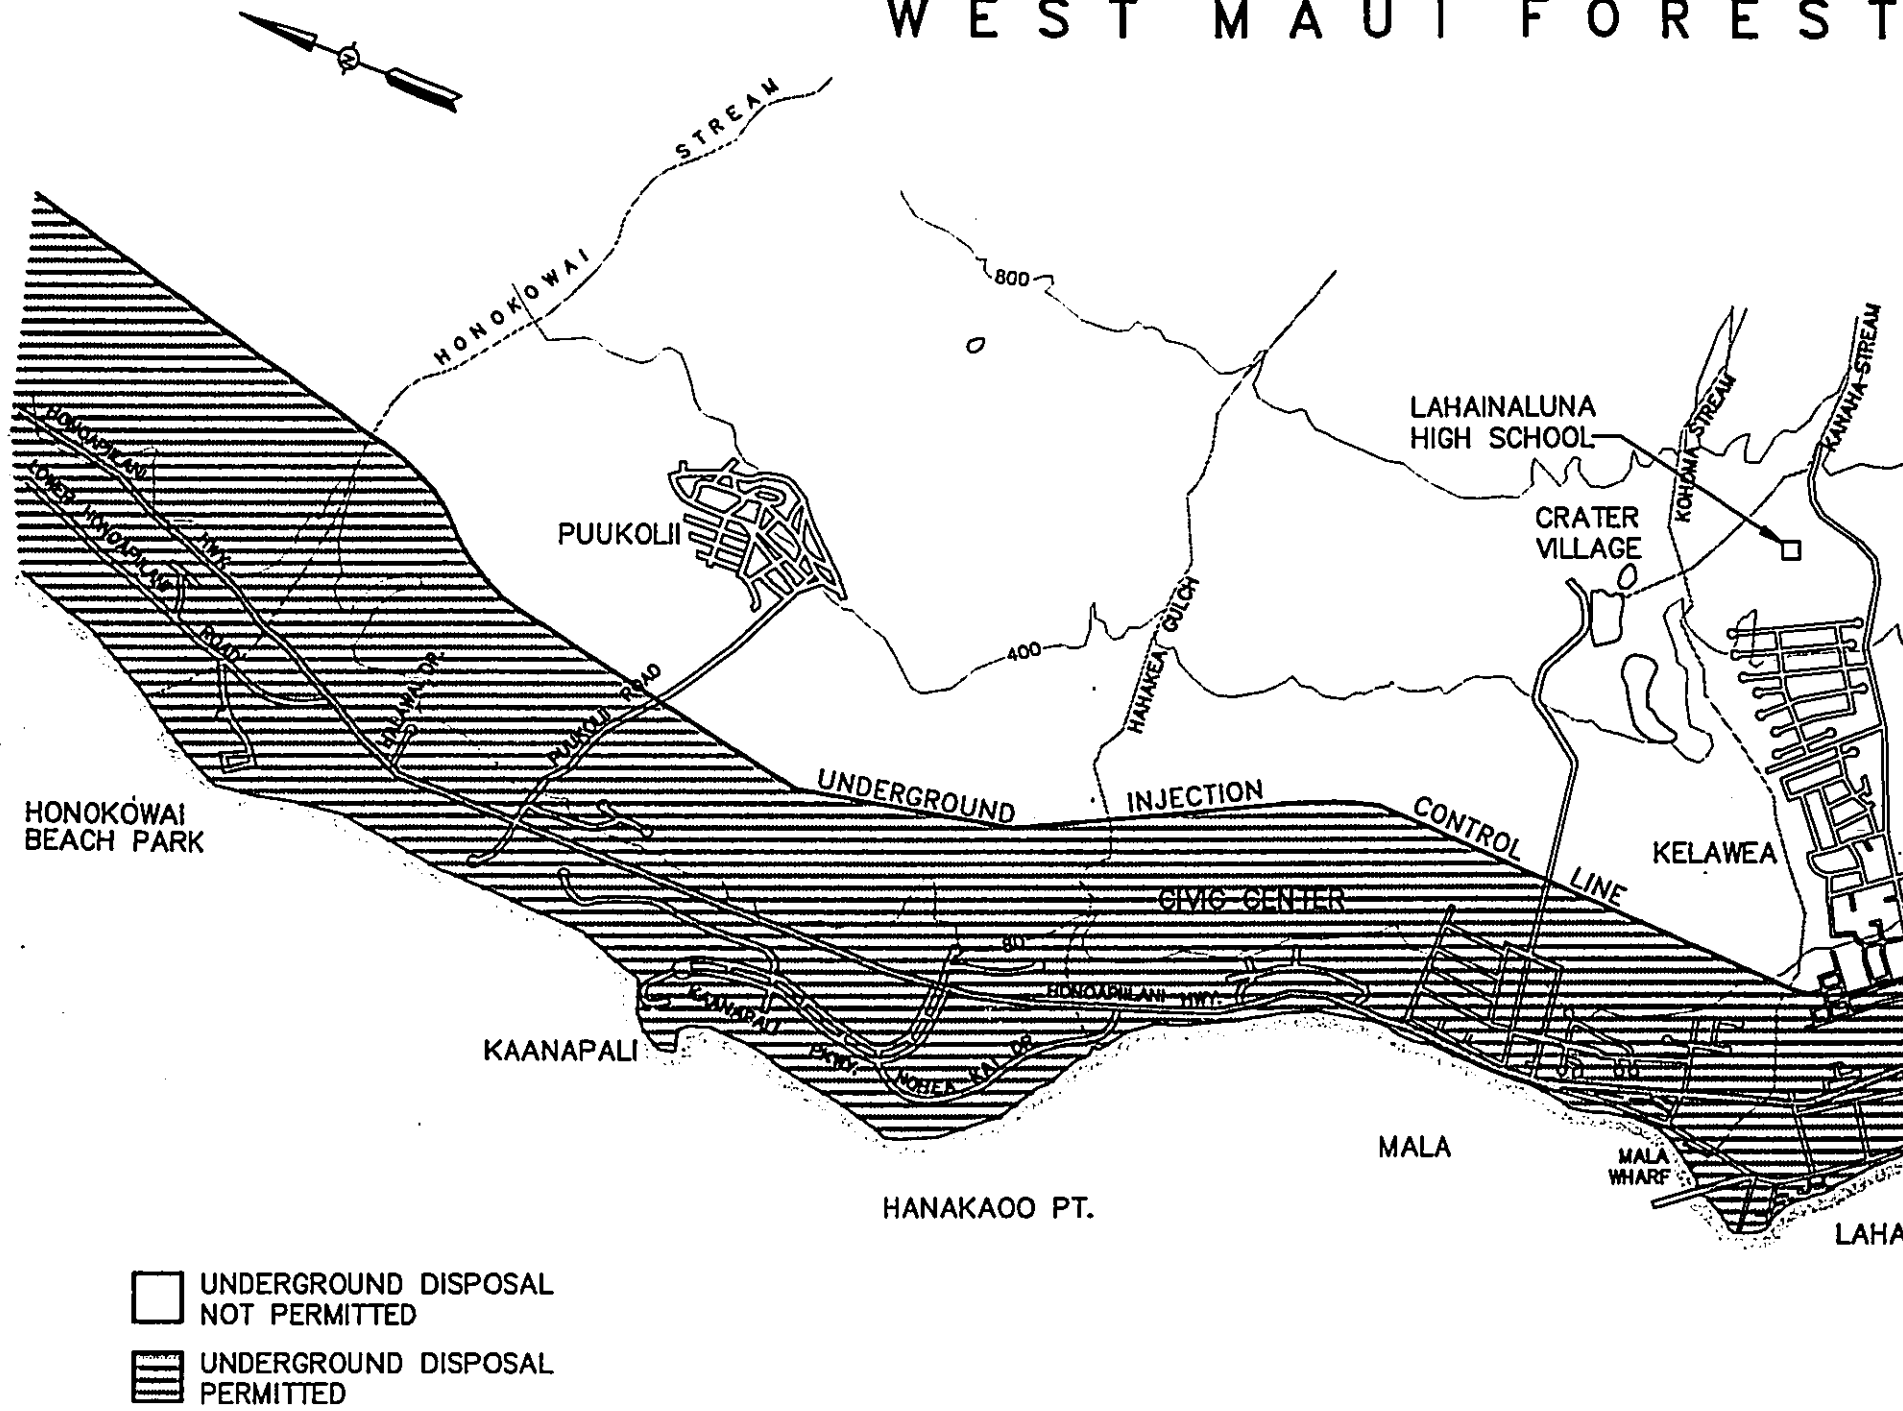 WEST MAUI FOREST
N
STREAM
HONOKOWAI
800
KANAHA STREAM
KOHOMA STREAM
LAHAINALUNA
HIGH SCHOOL
HONOAPIILANI
HWY.
LOWER HONOAPIILANI
ROAD
PUUKOLII
CRATER
VILLAGE
HAHAKEA GULCH
400
PUUKOLII ROAD
DR.
UNDERGROUND INJECTION CONTROL LINE
HONOKOWAI
BEACH PARK
KELAWEA
CIVIC CENTER
80
HONOAPIILANI HWY.
KAANAPALI
PKWY.
NOHEA KAI DR.
KAANAPALI
MALA
MALA
WHARF
HANAKAOO PT.
LAHA
UNDERGROUND DISPOSAL
NOT PERMITTED
UNDERGROUND DISPOSAL
PERMITTED